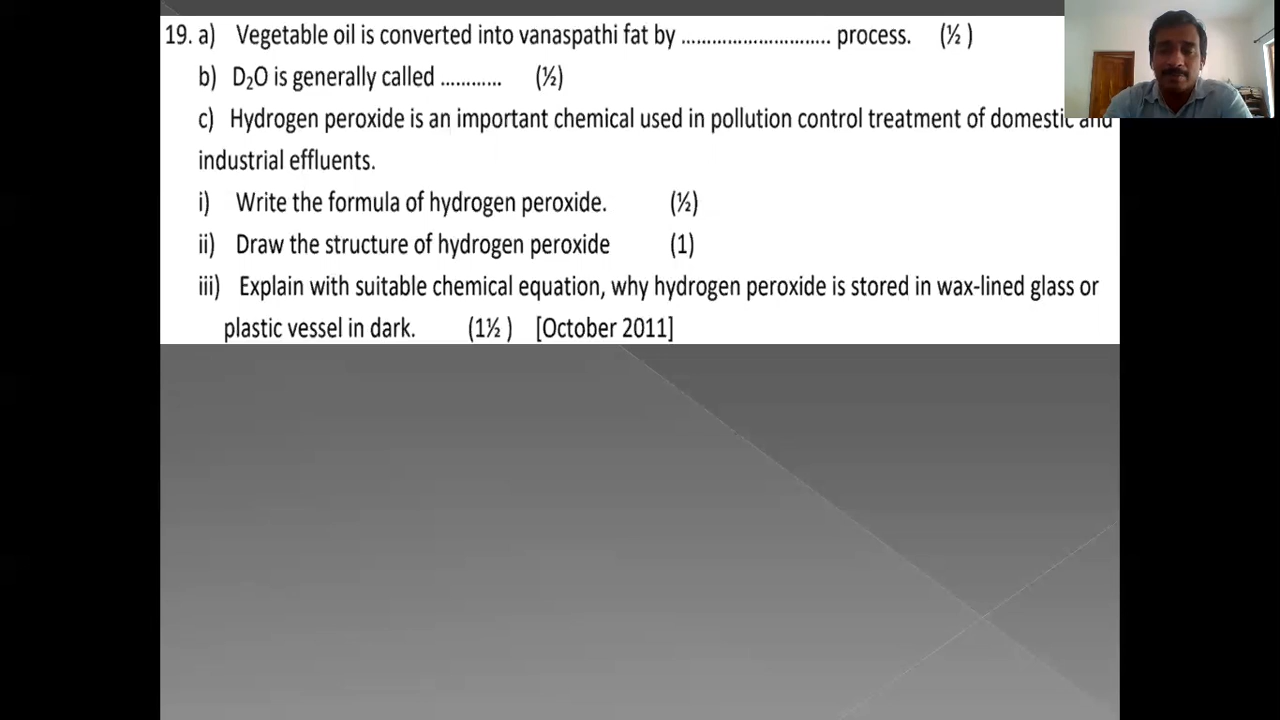 19. a) Vegetable oil is converted into vanaspathi fat by ............................. process. (½ )
b) D₂O is generally called ............ (½)
c) Hydrogen peroxide is an important chemical used in pollution control treatment of domestic and
industrial effluents.
i) Write the formula of hydrogen peroxide. (½)
ii) Draw the structure of hydrogen peroxide (1)
iii) Explain with suitable chemical equation, why hydrogen peroxide is stored in wax-lined glass or
plastic vessel in dark. (1½ ) [October 2011]